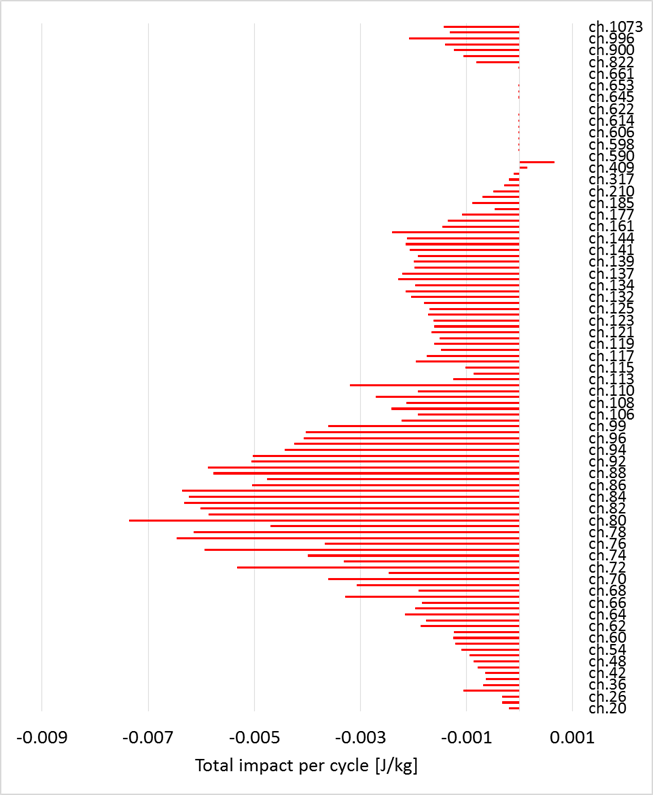 ch.1073
ch.996
ch.900
ch.822
ch.661
ch.653
ch.645
ch.622
ch.614
ch.606
ch.598
ch.590
ch.409
ch.317
ch.210
ch.185
ch.177
ch.161
ch.144
ch.141
ch.139
ch.137
ch.134
ch.132
ch.125
ch.123
ch.121
ch.119
ch.117
ch.115
ch.113
ch.110
ch.108
ch.106
ch.99
ch.96
ch.94
ch.92
ch.88
ch.86
ch.84
ch.82
ch.80
ch.78
ch.76
ch.74
ch.72
ch.70
ch.68
ch.66
ch.64
ch.62
ch.60
ch.54
ch.48
ch.42
ch.36
ch.26
ch.20
-0.009 -0.007 -0.005 -0.003 -0.001 0.001
Total impact per cycle [J/kg]